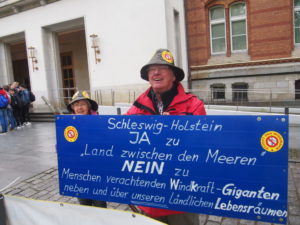 Schleswig-Holstein
JA zu
"Land zwischen den Meeren"
NEIN zu
Menschen verachtenden WindKraft-Giganten
neben und über unseren ländlichen Lebensräumen